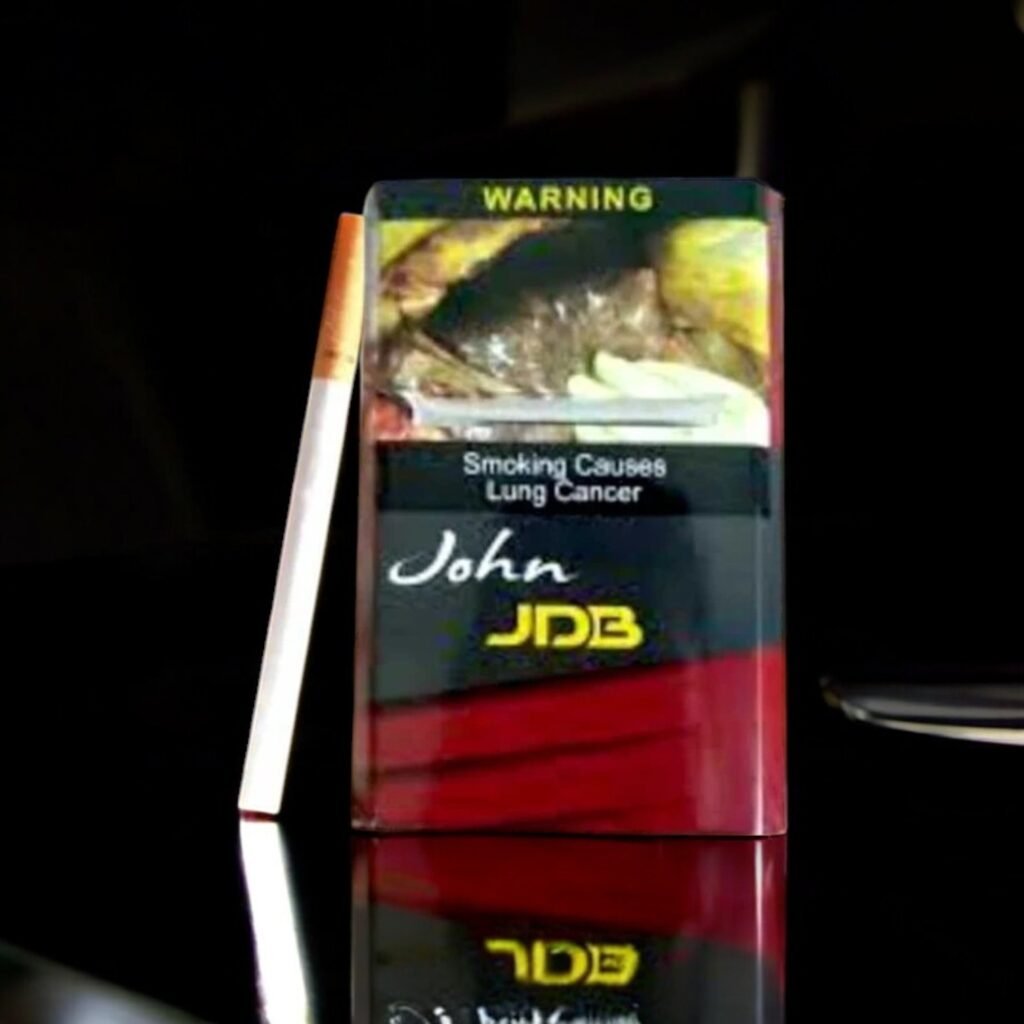 WARNING
Smoking Causes
Lung Cancer
John
JDB